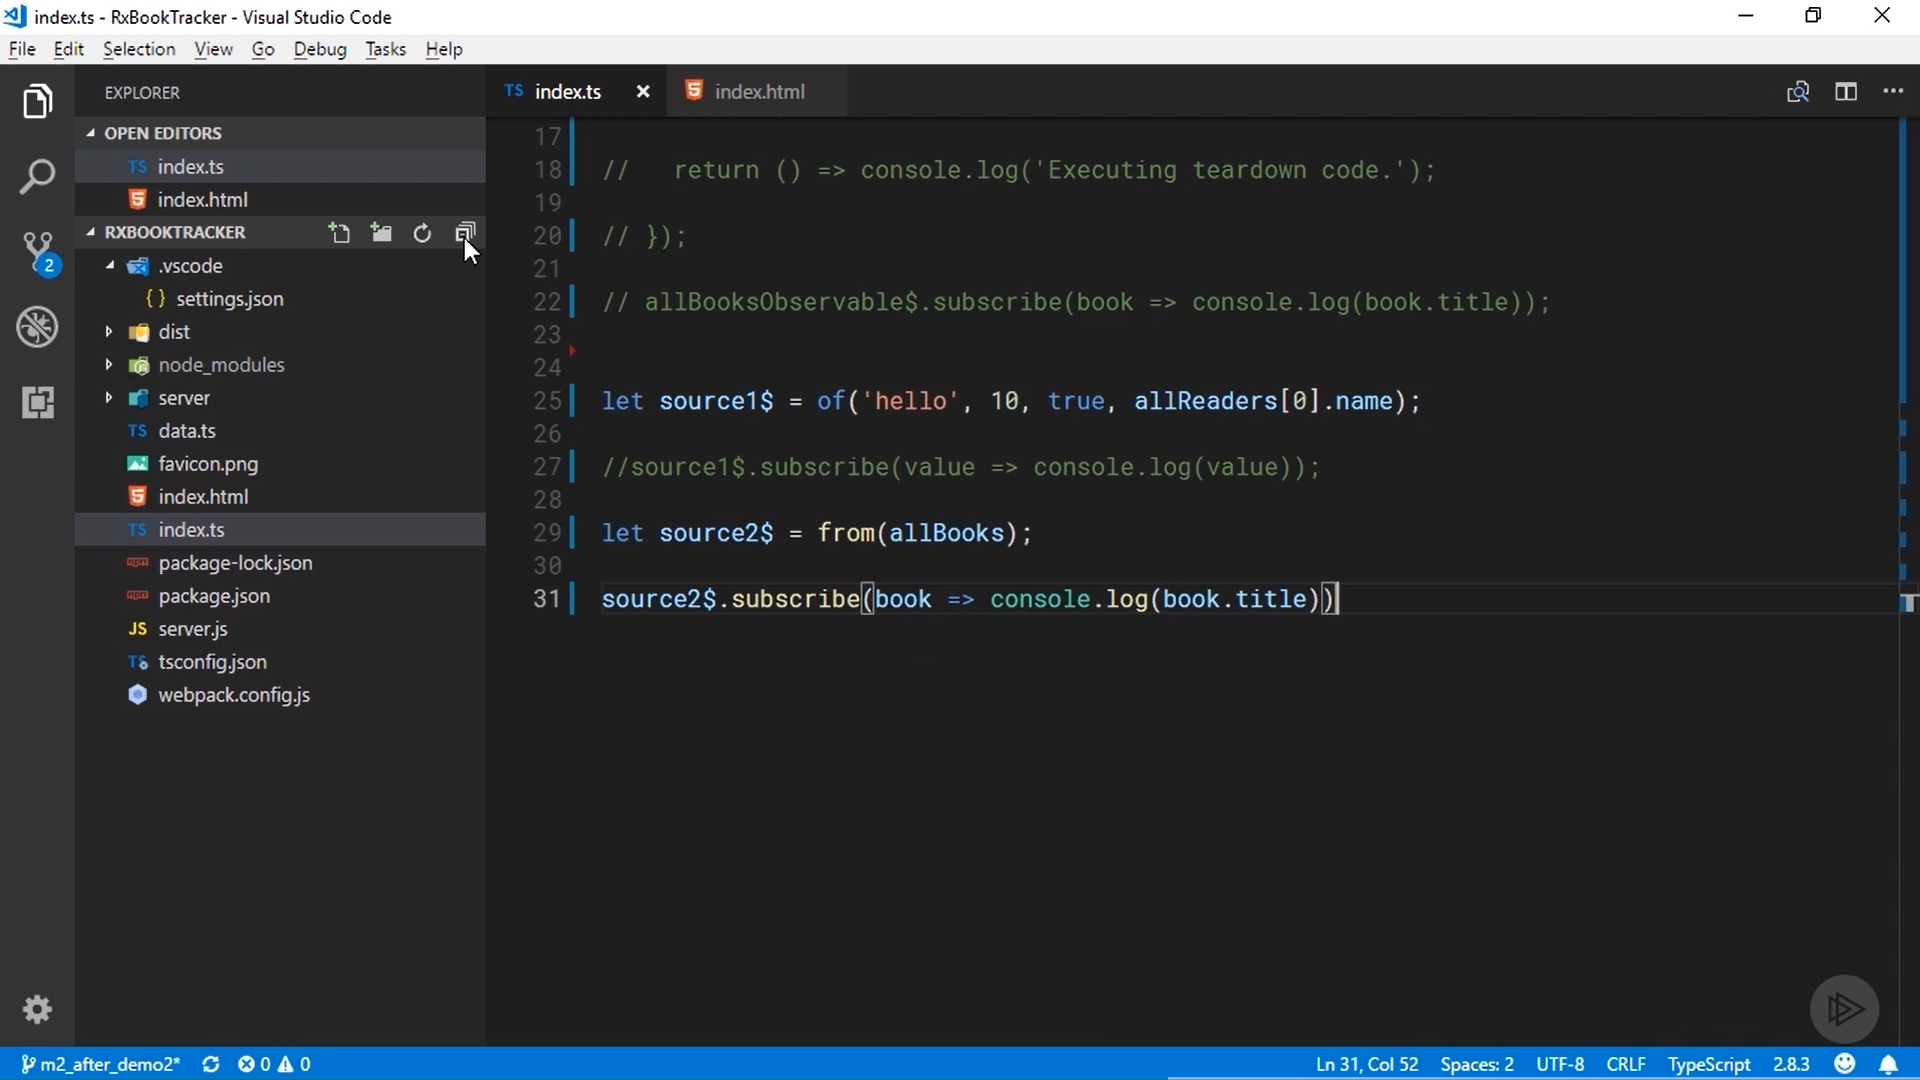 index.ts - RxBookTracker - Visual Studio Code
File Edit Selection View Go Debug Tasks Help
EXPLORER
OPEN EDITORS
TS index.ts
index.html
RXBOOKTRACKER
.vscode
{ } settings.json
dist
node_modules
server
TS data.ts
favicon.png
index.html
TS index.ts
package-lock.json
package.json
JS server.js
tsconfig.json
webpack.config.js
2
TS index.ts × index.html
17
18 //   return () => console.log('Executing teardown code.');
19
20 // });
21
22 // allBooksObservable$.subscribe(book => console.log(book.title));
23
24
25 let source1$ = of('hello', 10, true, allReaders[0].name);
26
27 //source1$.subscribe(value => console.log(value));
28
29 let source2$ = from(allBooks);
30
31 source2$.subscribe(book => console.log(book.title))
m2_after_demo2* 0 0 Ln 31, Col 52 Spaces: 2 UTF-8 CRLF TypeScript 2.8.3